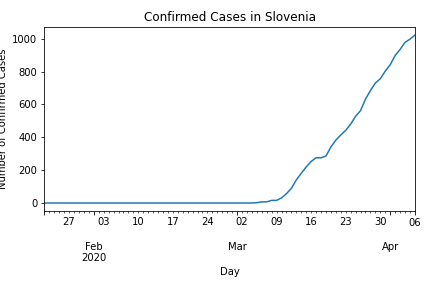 Confirmed Cases in Slovenia
Number of Confirmed Cases
1000
800
600
400
200
0
27 03 10 17 24 02 09 16 23 30 06
Feb Mar Apr
2020
Day